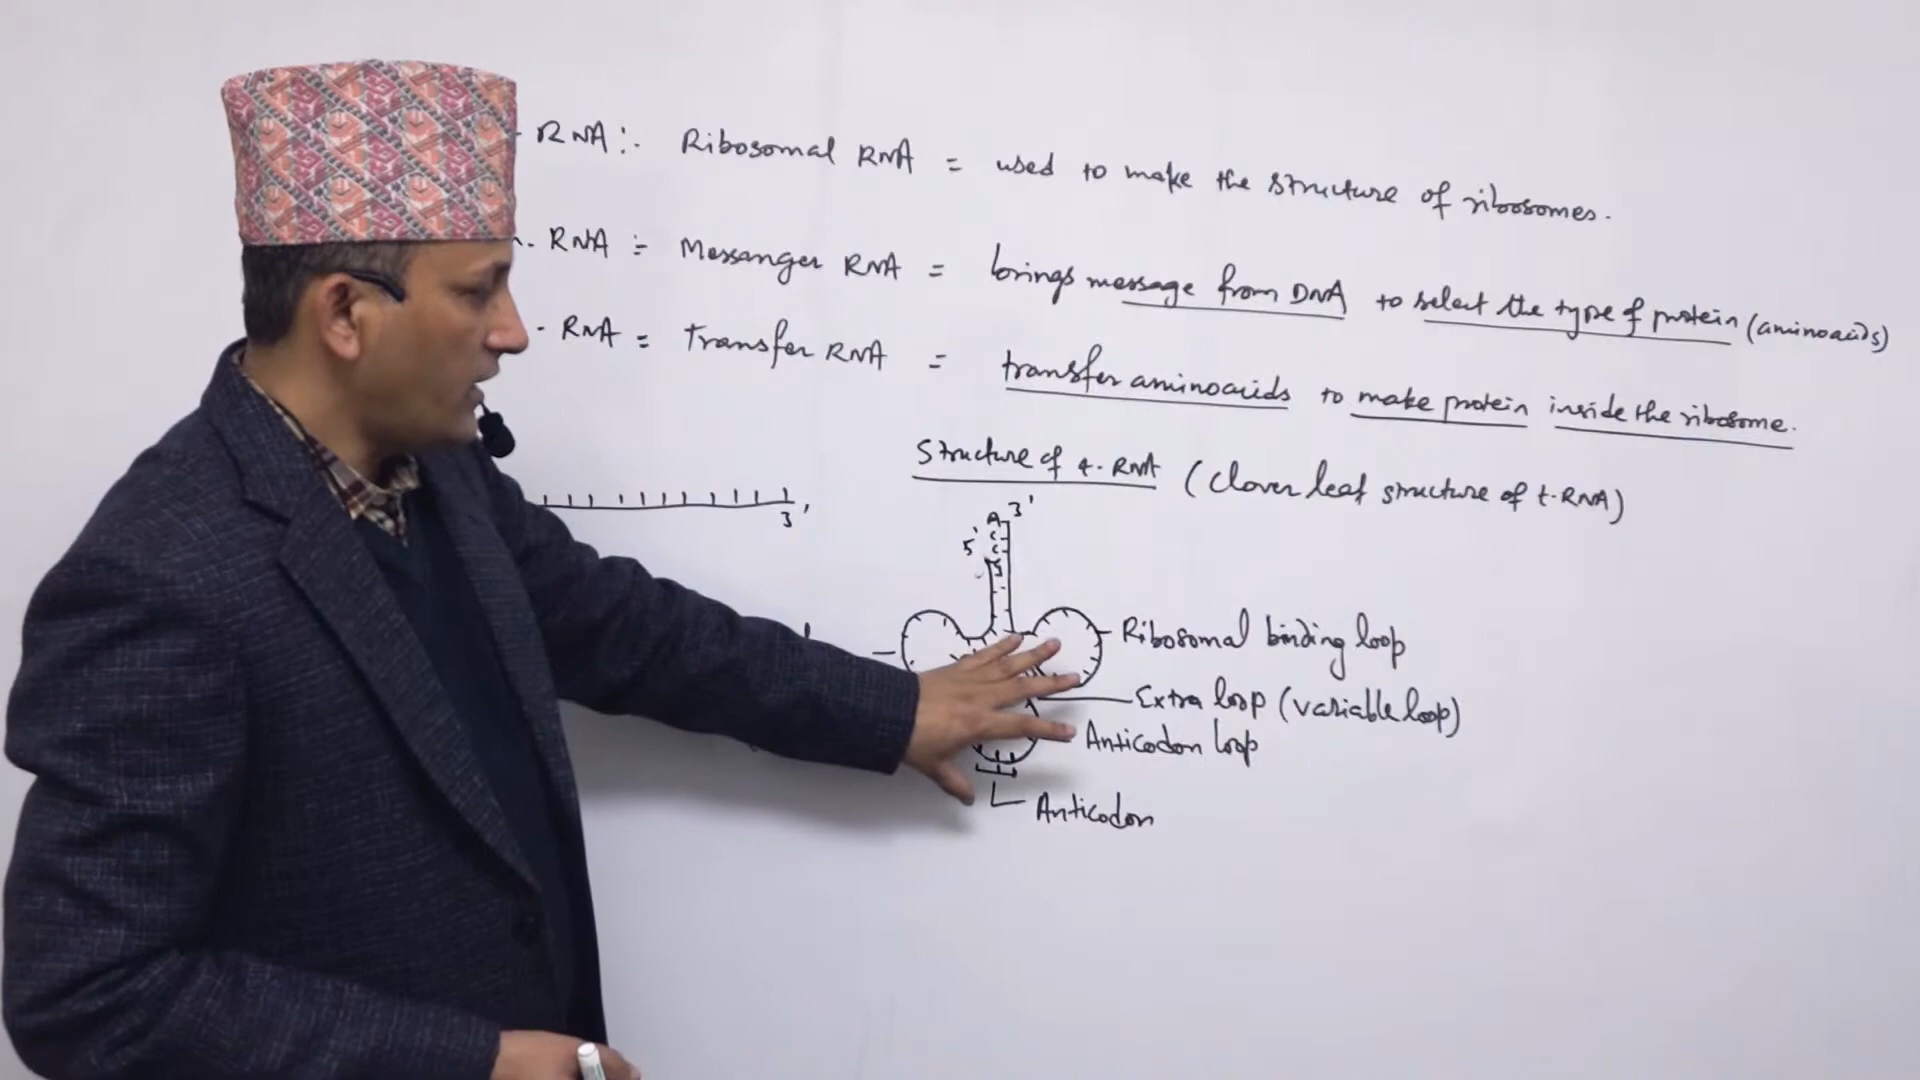 - RNA :- Ribosomal RNA = used to make the structure of ribosomes.
- RNA :- Messanger RNA = brings message from DNA to select the type of protein (aminoacids)
- RNA = Transfer RNA = transfer aminoacids to make protein inside the ribosome.
Structure of t-RNA (Clover leaf structure of t-RNA)
3'
3'
A
C
C
5'
Ribosomal binding loop
Extra loop (variable loop)
Anticodon loop
Anticodon